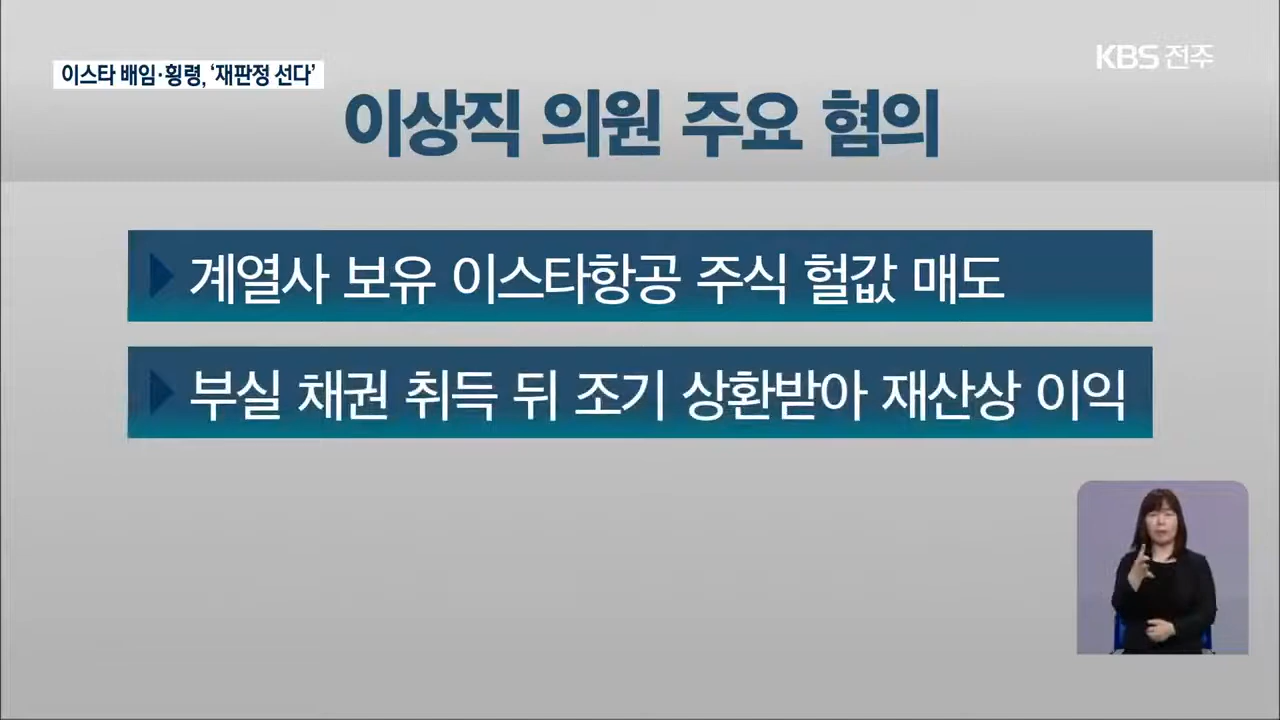 이스타 배임·횡령, ‘재판정 선다’
KBS 전주
이상직 의원 주요 혐의
계열사 보유 이스타항공 주식 헐값 매도
부실 채권 취득 뒤 조기 상환받아 재산상 이익